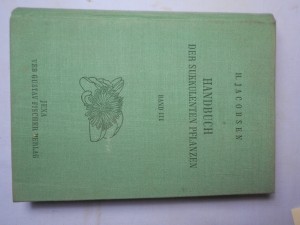 H. JACOBSEN
HANDBUCH
DER SUKKULENTEN PFLANZEN
BAND III
JENA
VEB GUSTAV FISCHER VERLAG